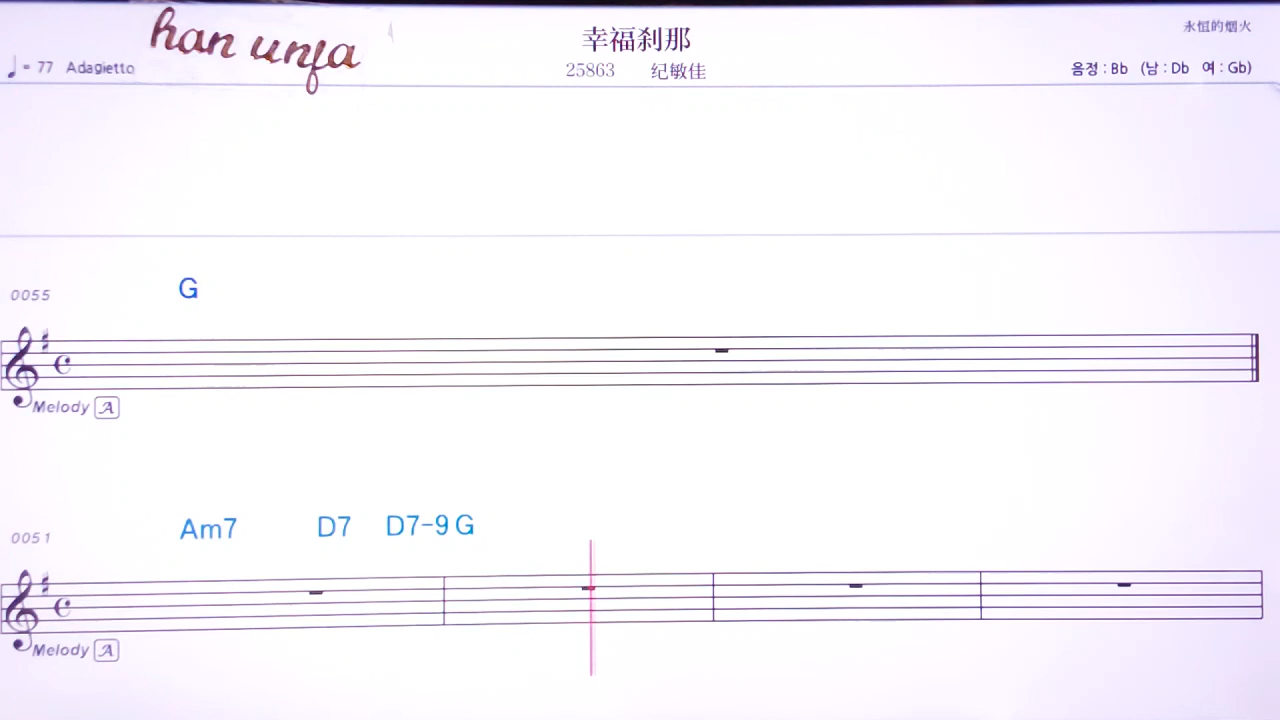 han unfa
幸福刹那
永恒的烟火
♩ = 77 Adagietto
25863 纪敏佳
음정 : Bb (남 : Db 여 : Gb)
G
0055
Melody A
Am7 D7 D7-9 G
0051
Melody A